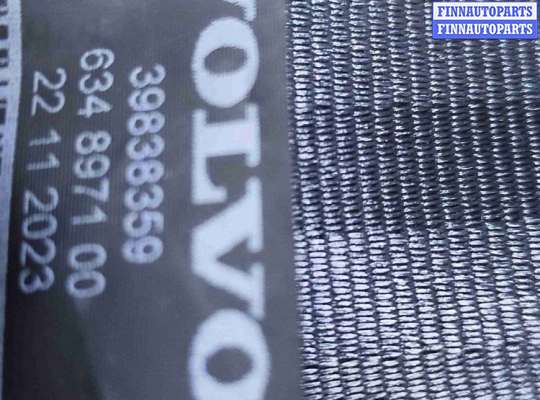 FINNAUTOPARTS
FINNAUTOPARTS
VOLVO
39838359
634 8971 00
22 11 2023